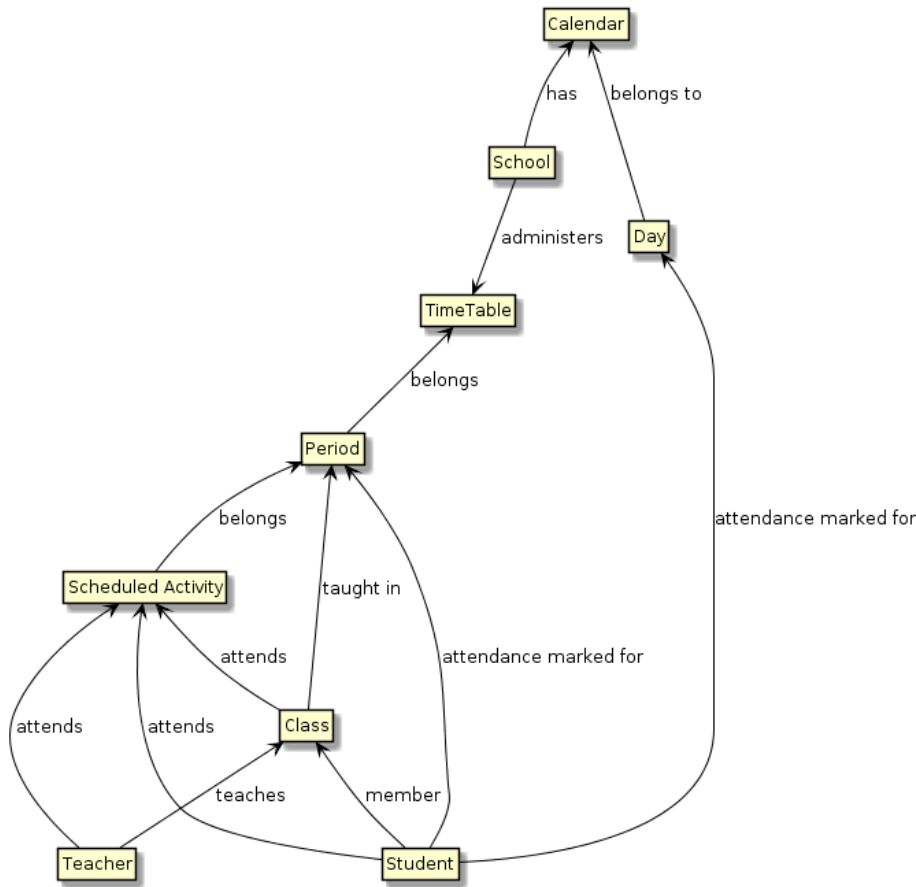 Calendar
has
belongs to
School
Day
administers
TimeTable
belongs
Period
belongs
attendance marked for
Scheduled Activity
taught in
attends
attendance marked for
Class
attends
attends
teaches
member
Teacher
Student